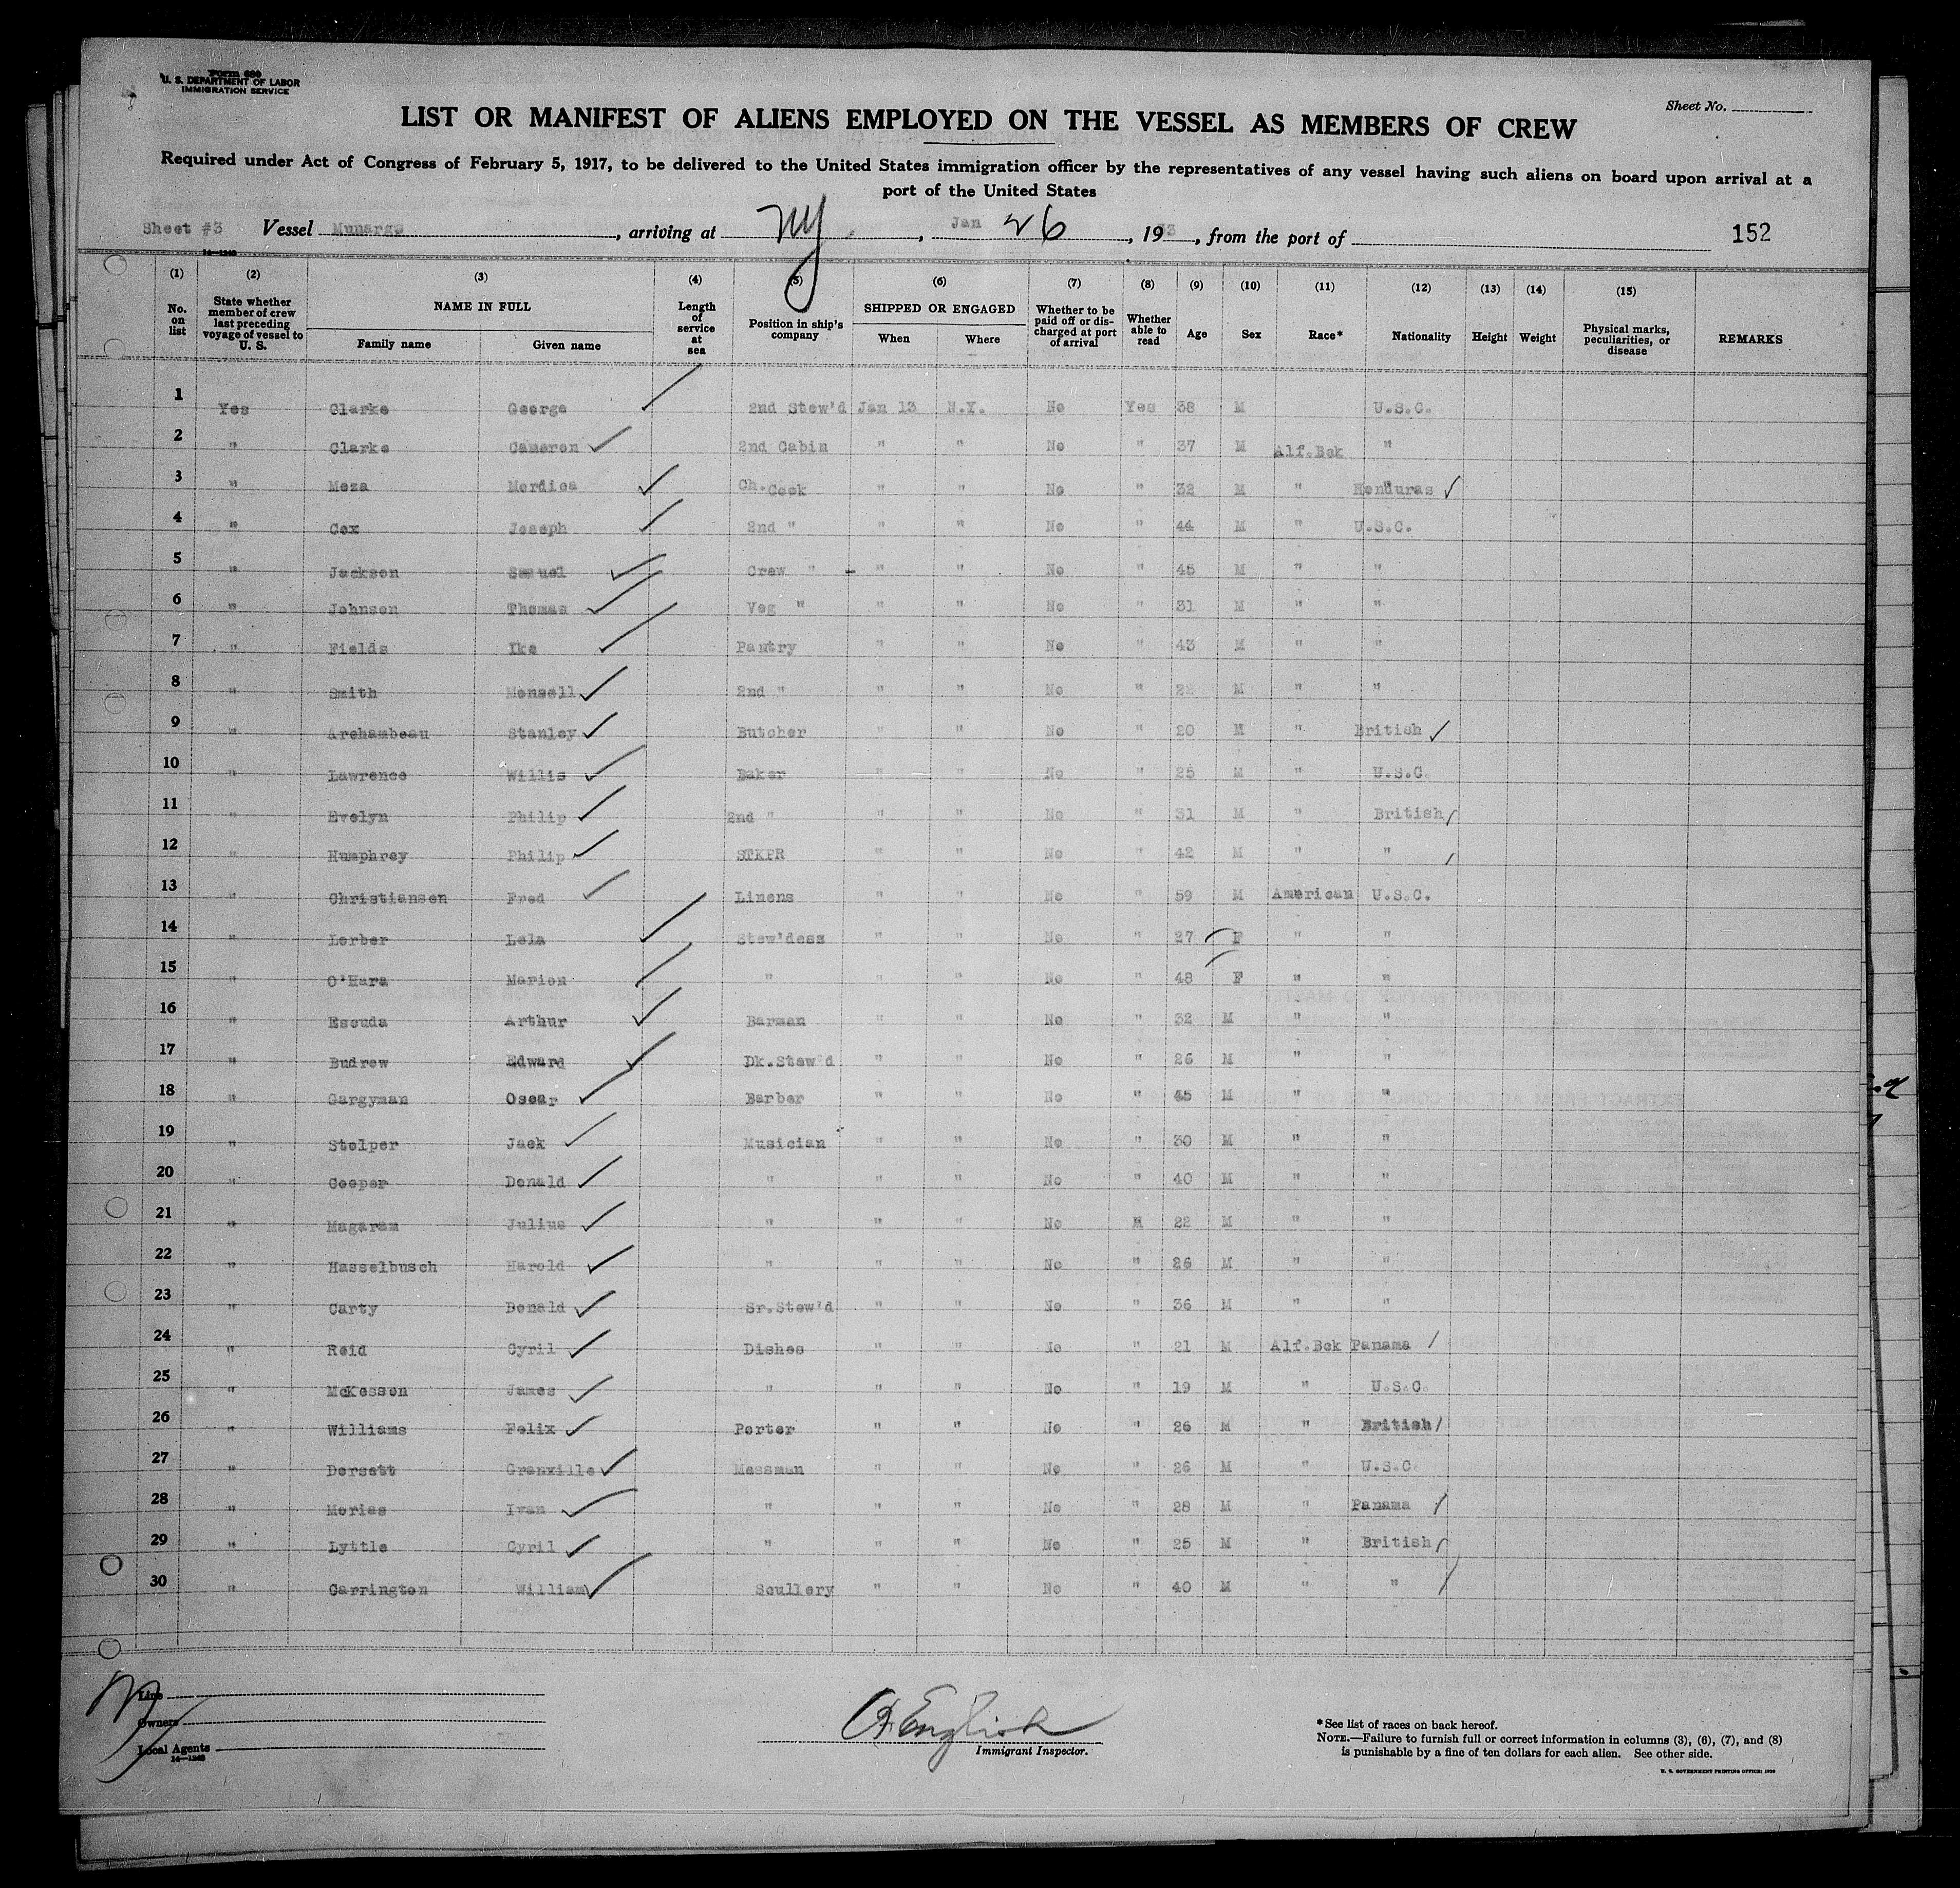 Form 680
U. S. DEPARTMENT OF LABOR
IMMIGRATION SERVICE
Sheet No.
LIST OR MANIFEST OF ALIENS EMPLOYED ON THE VESSEL AS MEMBERS OF CREW
Required under Act of Congress of February 5, 1917, to be delivered to the United States immigration officer by the representatives of any vessel having such aliens on board upon arrival at a
port of the United States
Sheet #3 Vessel Munargo, arriving at NY, Jan 26, 1933, from the port of 152
(1) (2) (3) (4) (5) (6) (7) (8) (9) (10) (11) (12) (13) (14) (15)
No. on list State whether member of crew last preceding voyage of vessel to U. S. NAME IN FULL Family name Given name Length of service at sea Position in ship's company SHIPPED OR ENGAGED When Where Whether to be paid off or discharged at port of arrival Whether able to read Age Sex Race* Nationality Height Weight Physical marks, peculiarities, or disease REMARKS
1 Yes Clarke George 2nd Stew'd Jan 13 N.Y. No Yes 38 M U.S.C.
2 " Clarke Cameron 2nd Cabin " " No " 37 M Alf.Bck "
3 " Meza Mordica Ch. Cook " " No " 32 M " Honduras
4 " Cox Joseph 2nd " " " No " 44 M " U.S.C.
5 " Jackson Samuel Crew " - " " No " 45 M " "
6 " Johnson Thomas Veg " " " No " 31 M " "
7 " Fields Ike Pantry " " No " 43 M " "
8 " Smith Monsell 2nd " " " No " 22 M " "
9 " Archambeau Stanley Butcher " " No " 20 M " British
10 " Lawrence Willis Baker " " No " 25 M " U.S.C.
11 " Evelyn Philip 2nd " " " No " 31 M " British
12 " Humphrey Philip STKPR " " No " 42 M " "
13 " Christiansen Fred Linens " " No " 59 M American U.S.C.
14 " Lerber Lela Stew'dess " " No " 27 F " "
15 " O'Hara Marion " " " No " 48 F " "
16 " Escuda Arthur Barman " " No " 32 M " "
17 " Budrew Edward Dk.Stew'd " " No " 26 M " "
18 " Gargyman Oscar Barber " " No " 45 M " "
19 " Stolper Jack Musician " " No " 30 M " "
20 " Cooper Donald " " " No " 40 M " "
21 " Magaram Julius " " " No " 22 M " "
22 " Hasselbusch Harold " " " No " 26 M " "
23 " Carty Donald Sr.Stew'd " " No " 36 M " "
24 " Reid Cyril Dishes " " No " 21 M Alf.Bck Panama
25 " McKesson James " " " No " 19 M " U.S.C.
26 " Williams Felix Porter " " No " 26 M " British
27 " Dorsett Granville Messman " " No " 26 M " U.S.C.
28 " Morias Ivan " " " No " 28 M " Panama
29 " Lyttle Cyril " " " No " 25 M " British
30 " Carrington William Scullery " " No " 40 M " "
Line
Owners
Local Agents
14—1240
English
Immigrant Inspector.
*See list of races on back hereof.
NOTE.—Failure to furnish full or correct information in columns (3), (6), (7), and (8)
is punishable by a fine of ten dollars for each alien. See other side.
U. S. GOVERNMENT PRINTING OFFICE: 1930